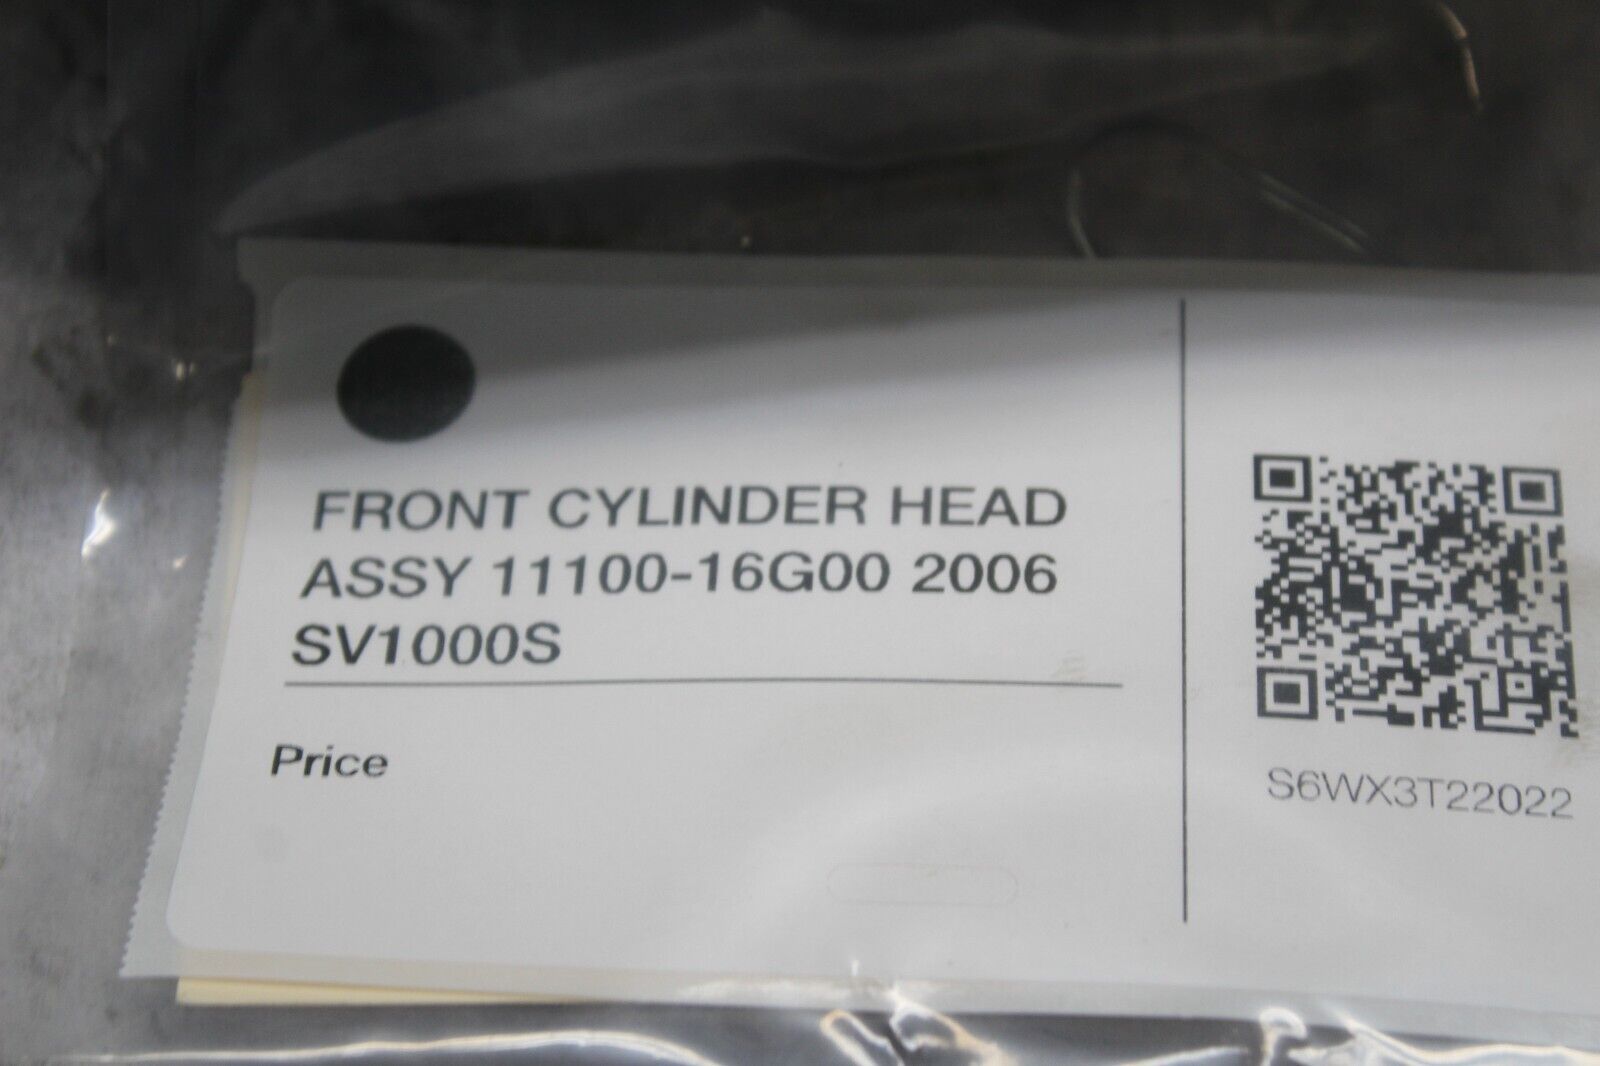 FRONT CYLINDER HEAD
ASSY 11100-16G00 2006
SV1000S
Price
S6WX3T22022